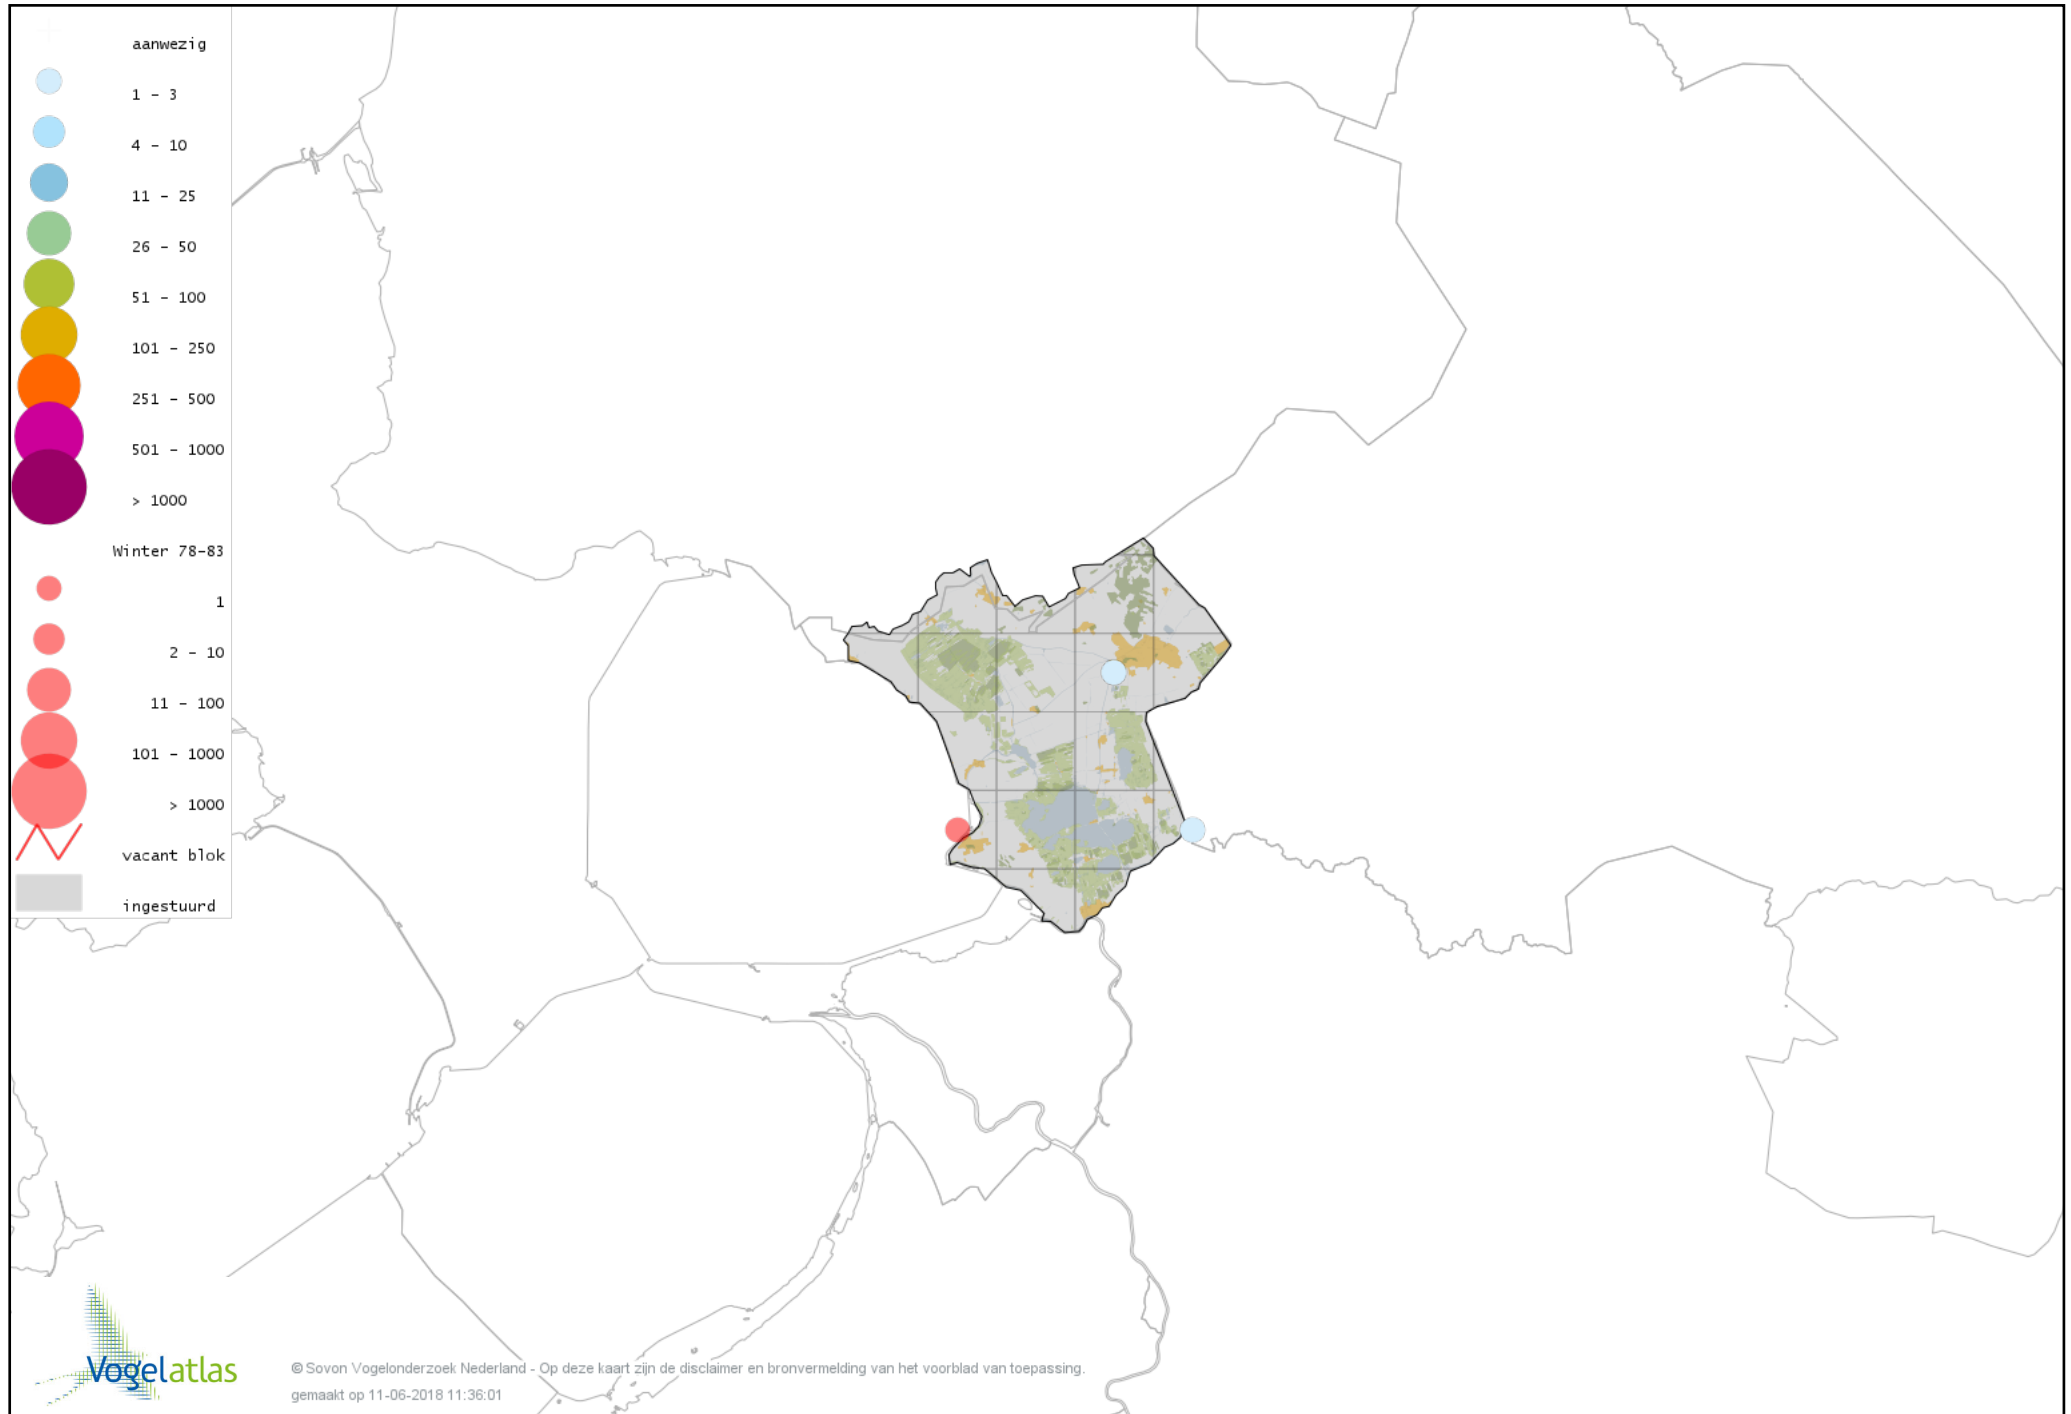 aanwezig
1 - 3
4 - 10
11 - 25
26 - 50
51 - 100
101 - 250
251 - 500
501 - 1000
> 1000
Winter 78-83
1
2 - 10
11 - 100
101 - 1000
> 1000
vacant blok
ingestuurd
Vogelatlas
© Sovon Vogelonderzoek Nederland - Op deze kaart zijn de disclaimer en bronvermelding van het voorblad van toepassing.
gemaakt op 11-06-2018 11:36:01